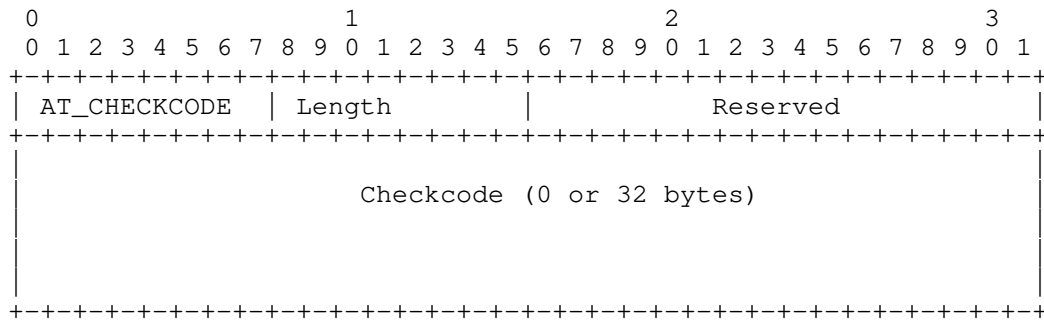 0                   1                   2                   3
0 1 2 3 4 5 6 7 8 9 0 1 2 3 4 5 6 7 8 9 0 1 2 3 4 5 6 7 8 9 0 1
+-+-+-+-+-+-+-+-+-+-+-+-+-+-+-+-+-+-+-+-+-+-+-+-+-+-+-+-+-+-+-+-+
| AT_CHECKCODE  | Length        |           Reserved            |
+-+-+-+-+-+-+-+-+-+-+-+-+-+-+-+-+-+-+-+-+-+-+-+-+-+-+-+-+-+-+-+-+
|                                                               |
|                     Checkcode (0 or 32 bytes)                 |
|                                                               |
|                                                               |
+-+-+-+-+-+-+-+-+-+-+-+-+-+-+-+-+-+-+-+-+-+-+-+-+-+-+-+-+-+-+-+-+